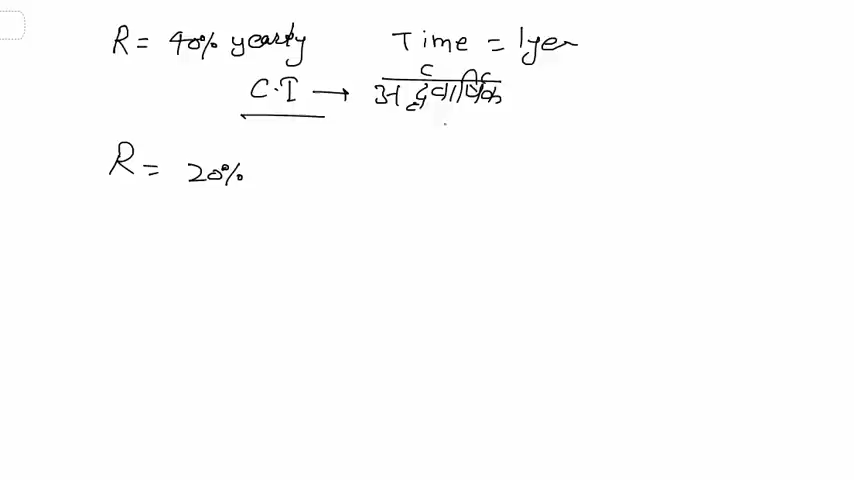 R = 40% yearly Time = 1yer
C.I → अर्द्धवार्षिक
R = 20%